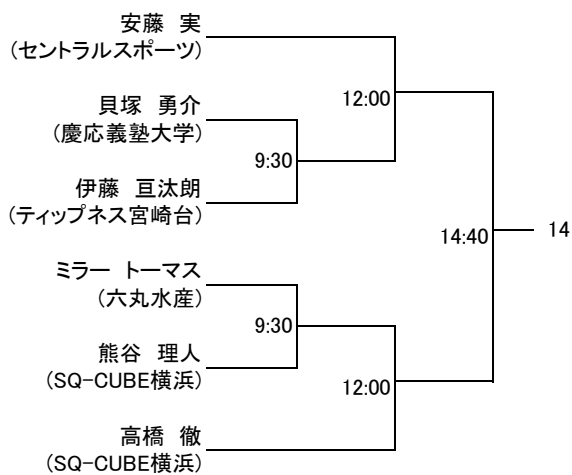 安藤　実
(セントラルスポーツ)
12:00
貝塚　勇介
(慶応義塾大学)
9:30
伊藤　亘汰朗
(ティップネス宮崎台)
14:40
14
ミラー　トーマス
(六丸水産)
9:30
熊谷　理人
(SQ-CUBE横浜)
12:00
高橋　徹
(SQ-CUBE横浜)